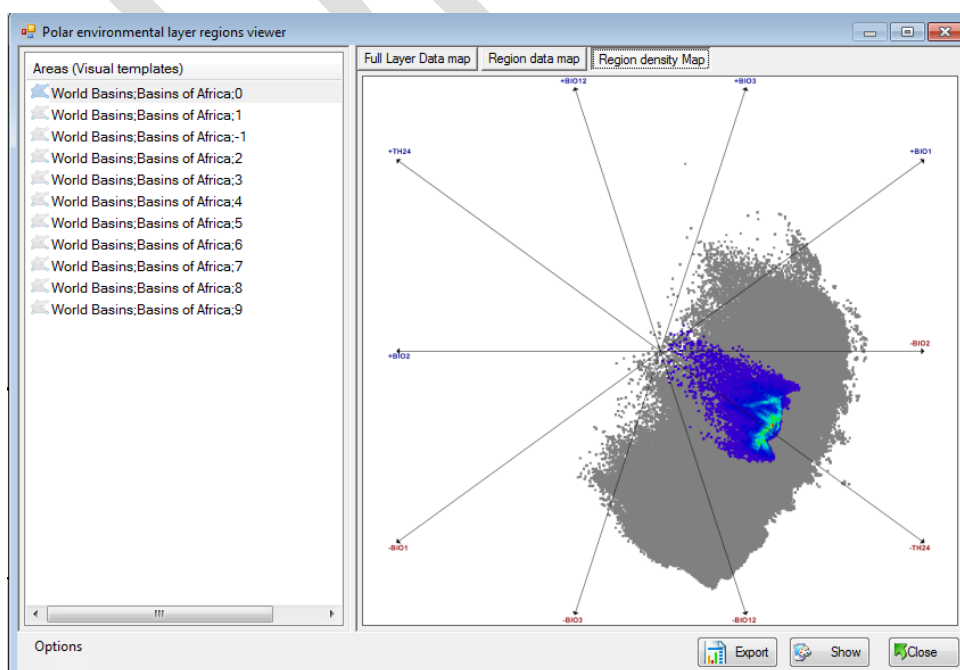 Polar environmental layer regions viewer
Areas (Visual templates)
World Basins;Basins of Africa;0
World Basins;Basins of Africa;1
World Basins;Basins of Africa;-1
World Basins;Basins of Africa;2
World Basins;Basins of Africa;3
World Basins;Basins of Africa;4
World Basins;Basins of Africa;5
World Basins;Basins of Africa;6
World Basins;Basins of Africa;7
World Basins;Basins of Africa;8
World Basins;Basins of Africa;9
Full Layer Data map Region data map Region density Map
+BIO12 +BIO3
+TH24 +BIO1
-BIO2
+BIO2
-BIO1 -TH24
-BIO3 -BIO12
Options Export Show Close